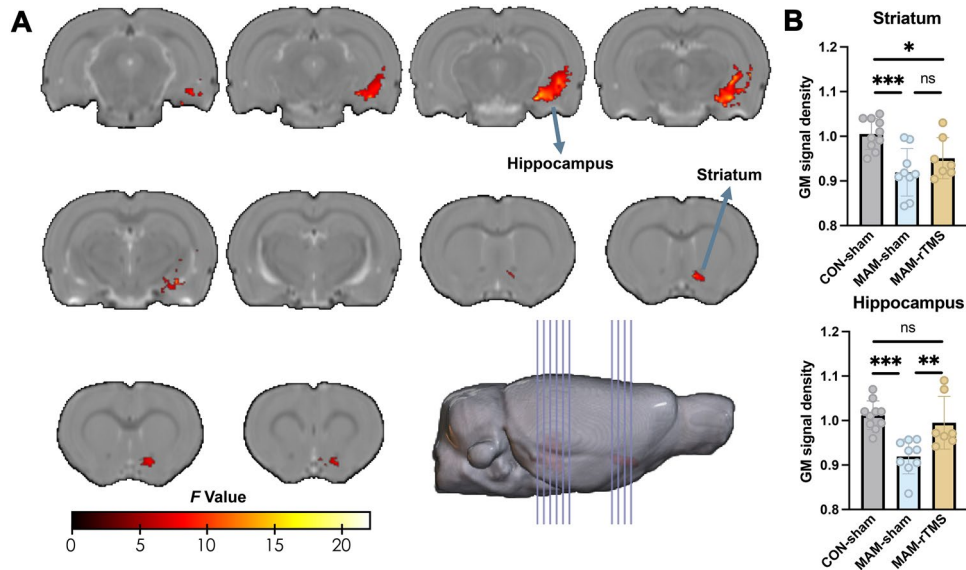 A
Hippocampus
Striatum
F Value
0 5 10 15 20
B
Striatum
GM signal density
1.2
1.1
1.0
0.9
0.8
*
***
ns
CON-sham
MAM-sham
MAM-rTMS
Hippocampus
GM signal density
1.2
1.1
1.0
0.9
0.8
ns
***
**
CON-sham
MAM-sham
MAM-rTMS